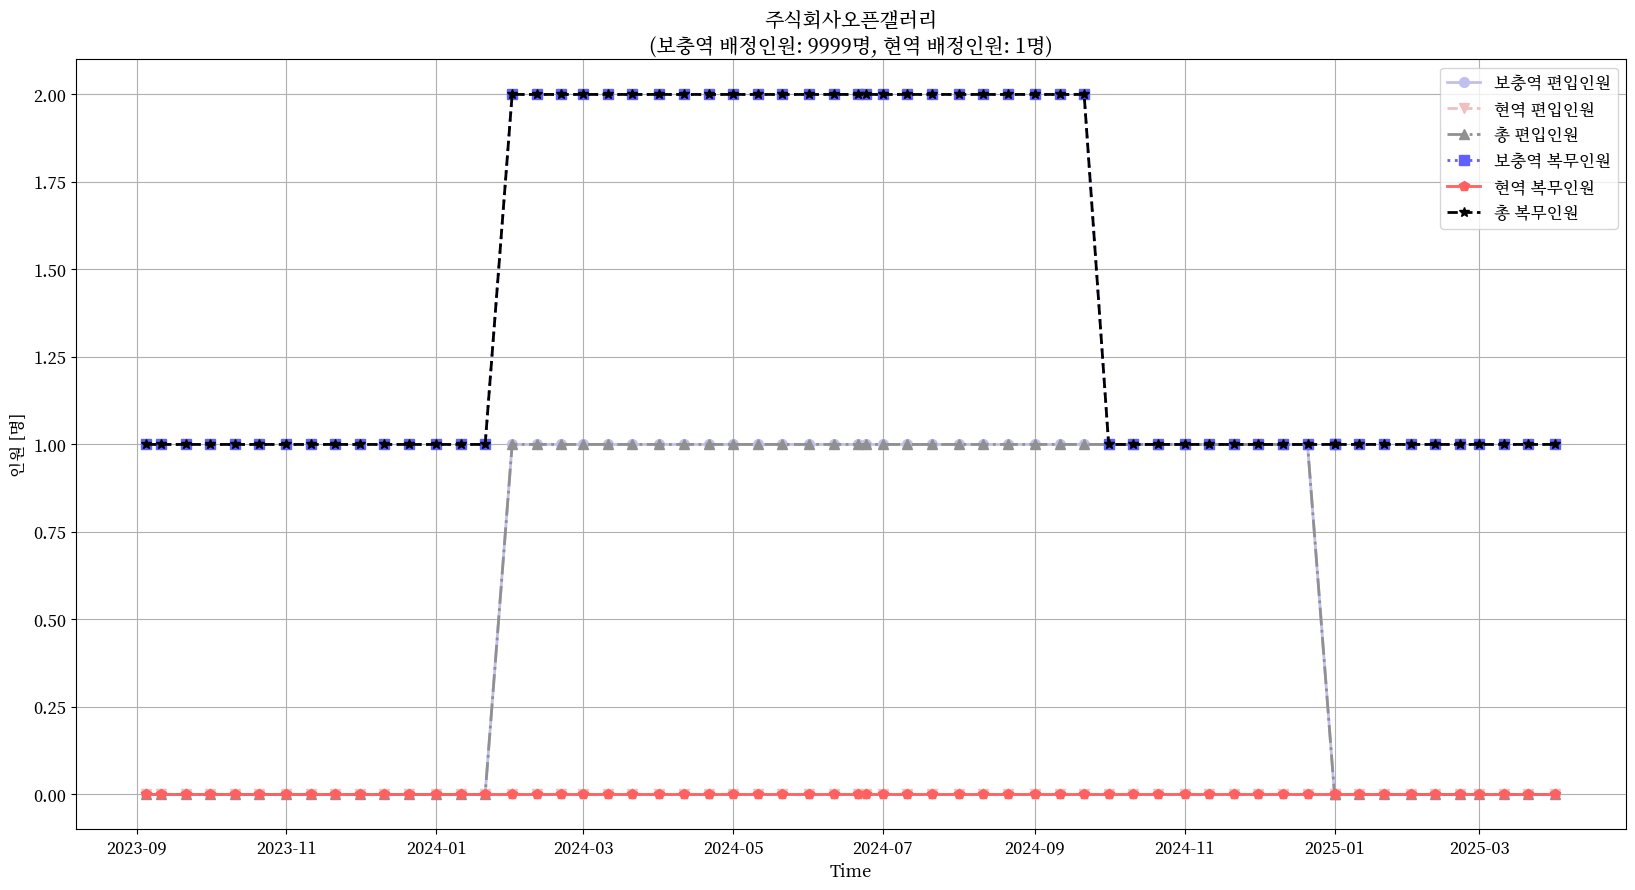 주식회사오픈갤러리
(보충역 배정인원: 9999명, 현역 배정인원: 1명)
보충역 편입인원
현역 편입인원
총 편입인원
보충역 복무인원
현역 복무인원
총 복무인원
인원 [명]
2.00
1.75
1.50
1.25
1.00
0.75
0.50
0.25
0.00
2023-09 2023-11 2024-01 2024-03 2024-05 2024-07 2024-09 2024-11 2025-01 2025-03
Time